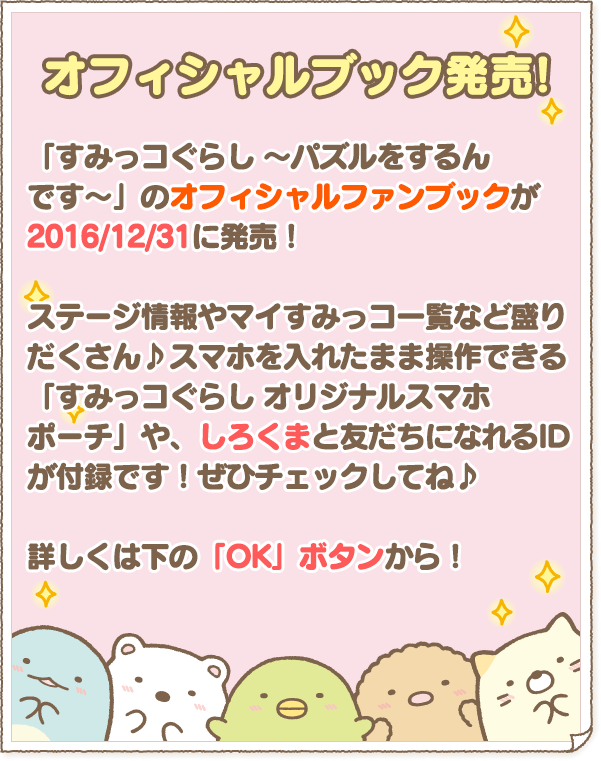 オフィシャルブック発売!
「すみっコぐらし ～パズルをするん
です～」のオフィシャルファンブックが
2016/12/31に発売！
ステージ情報やマイすみっコ一覧など盛り
だくさん♪スマホを入れたまま操作できる
「すみっコぐらし オリジナルスマホ
ポーチ」や、しろくまと友だちになれるID
が付録です！ぜひチェックしてね♪
詳しくは下の「OK」ボタンから！